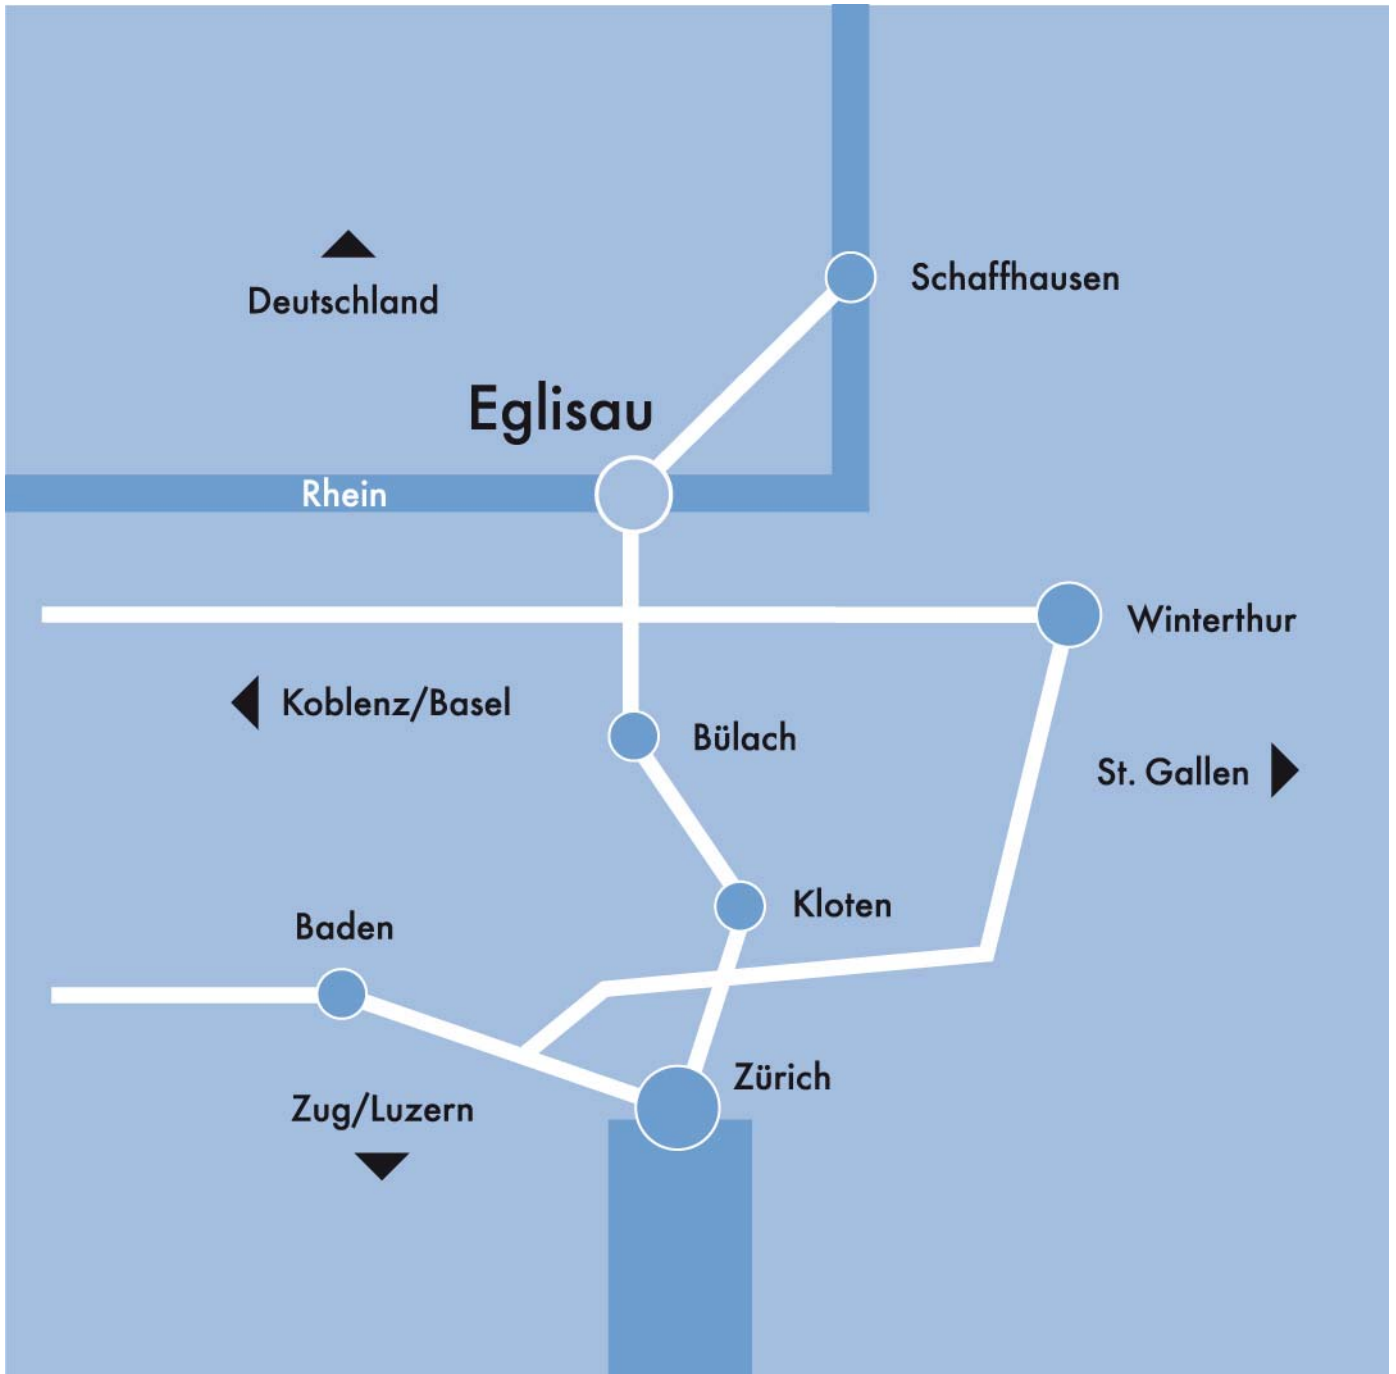 Schaffhausen
Deutschland
Eglisau
Rhein
Winterthur
Koblenz/Basel
Bülach
St. Gallen
Kloten
Baden
Zürich
Zug/Luzern